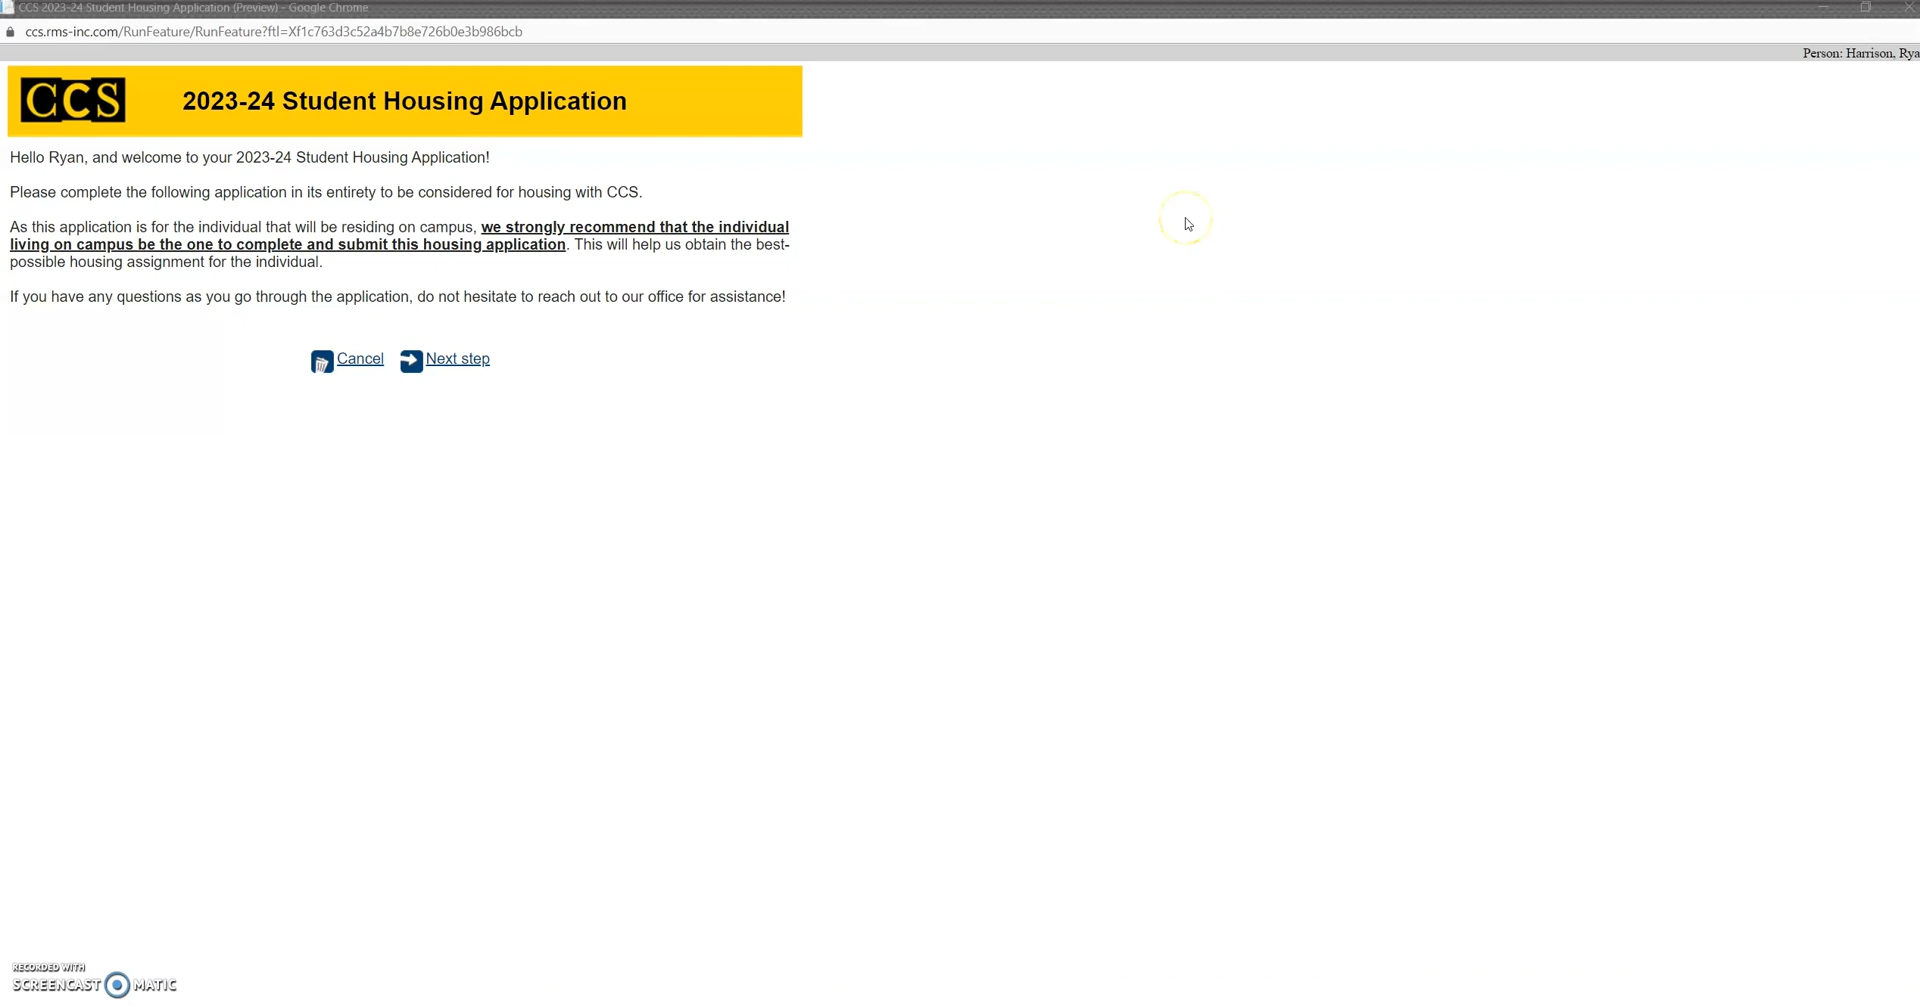 CCS 2023-24 Student Housing Application (Preview) - Google Chrome
ccs.rms-inc.com/RunFeature/RunFeature?ftl=Xf1c763d3c52a4b7b8e726b0e3b986bcb
Person: Harrison, Rya
CCS
2023-24 Student Housing Application
Hello Ryan, and welcome to your 2023-24 Student Housing Application!
Please complete the following application in its entirety to be considered for housing with CCS.
As this application is for the individual that will be residing on campus, we strongly recommend that the individual
living on campus be the one to complete and submit this housing application. This will help us obtain the best-
possible housing assignment for the individual.
If you have any questions as you go through the application, do not hesitate to reach out to our office for assistance!
Cancel Next step
RECORDED WITH
SCREENCAST MATIC